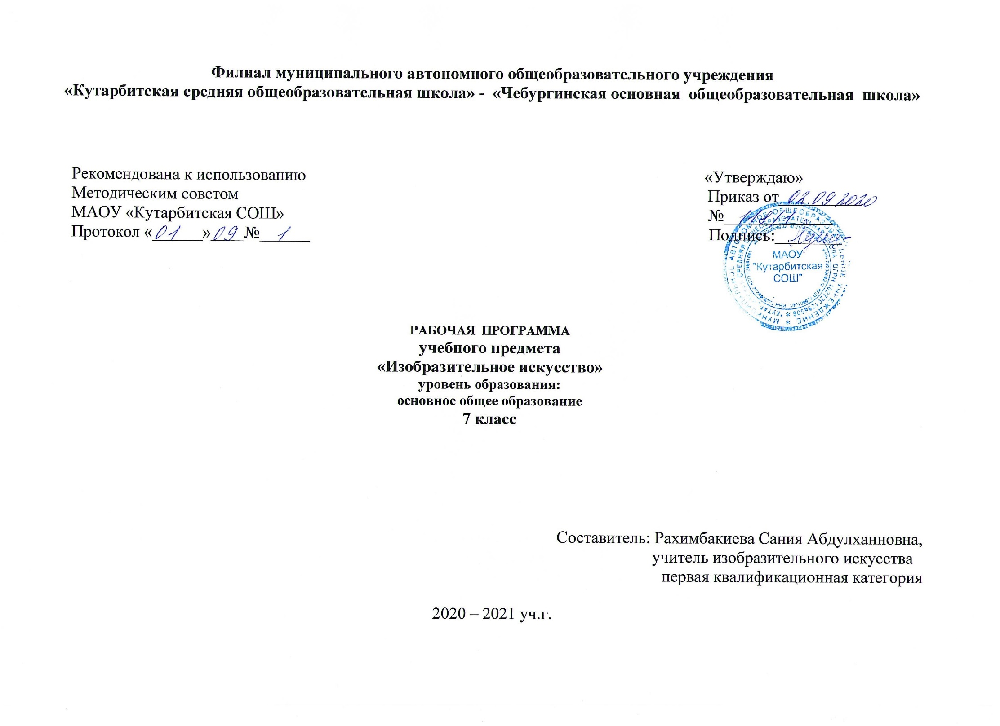 Филиал муниципального автономного общеобразовательного учреждения
«Кутарбитская средняя общеобразовательная школа» - «Чебургинская основная общеобразовательная школа»
Рекомендована к использованию
Методическим советом
МАОУ «Кутарбитская СОШ»
Протокол «01» 09 № 1
«Утверждаю»
Приказ от 02.09.2020
№
Подпись:
МАОУ
"Кутарбитская
СОШ"
РАБОЧАЯ ПРОГРАММА
учебного предмета
«Изобразительное искусство»
уровень образования:
основное общее образование
7 класс
Составитель: Рахимбакиева Сания Абдулханновна,
учитель изобразительного искусства
первая квалификационная категория
2020 – 2021 уч.г.